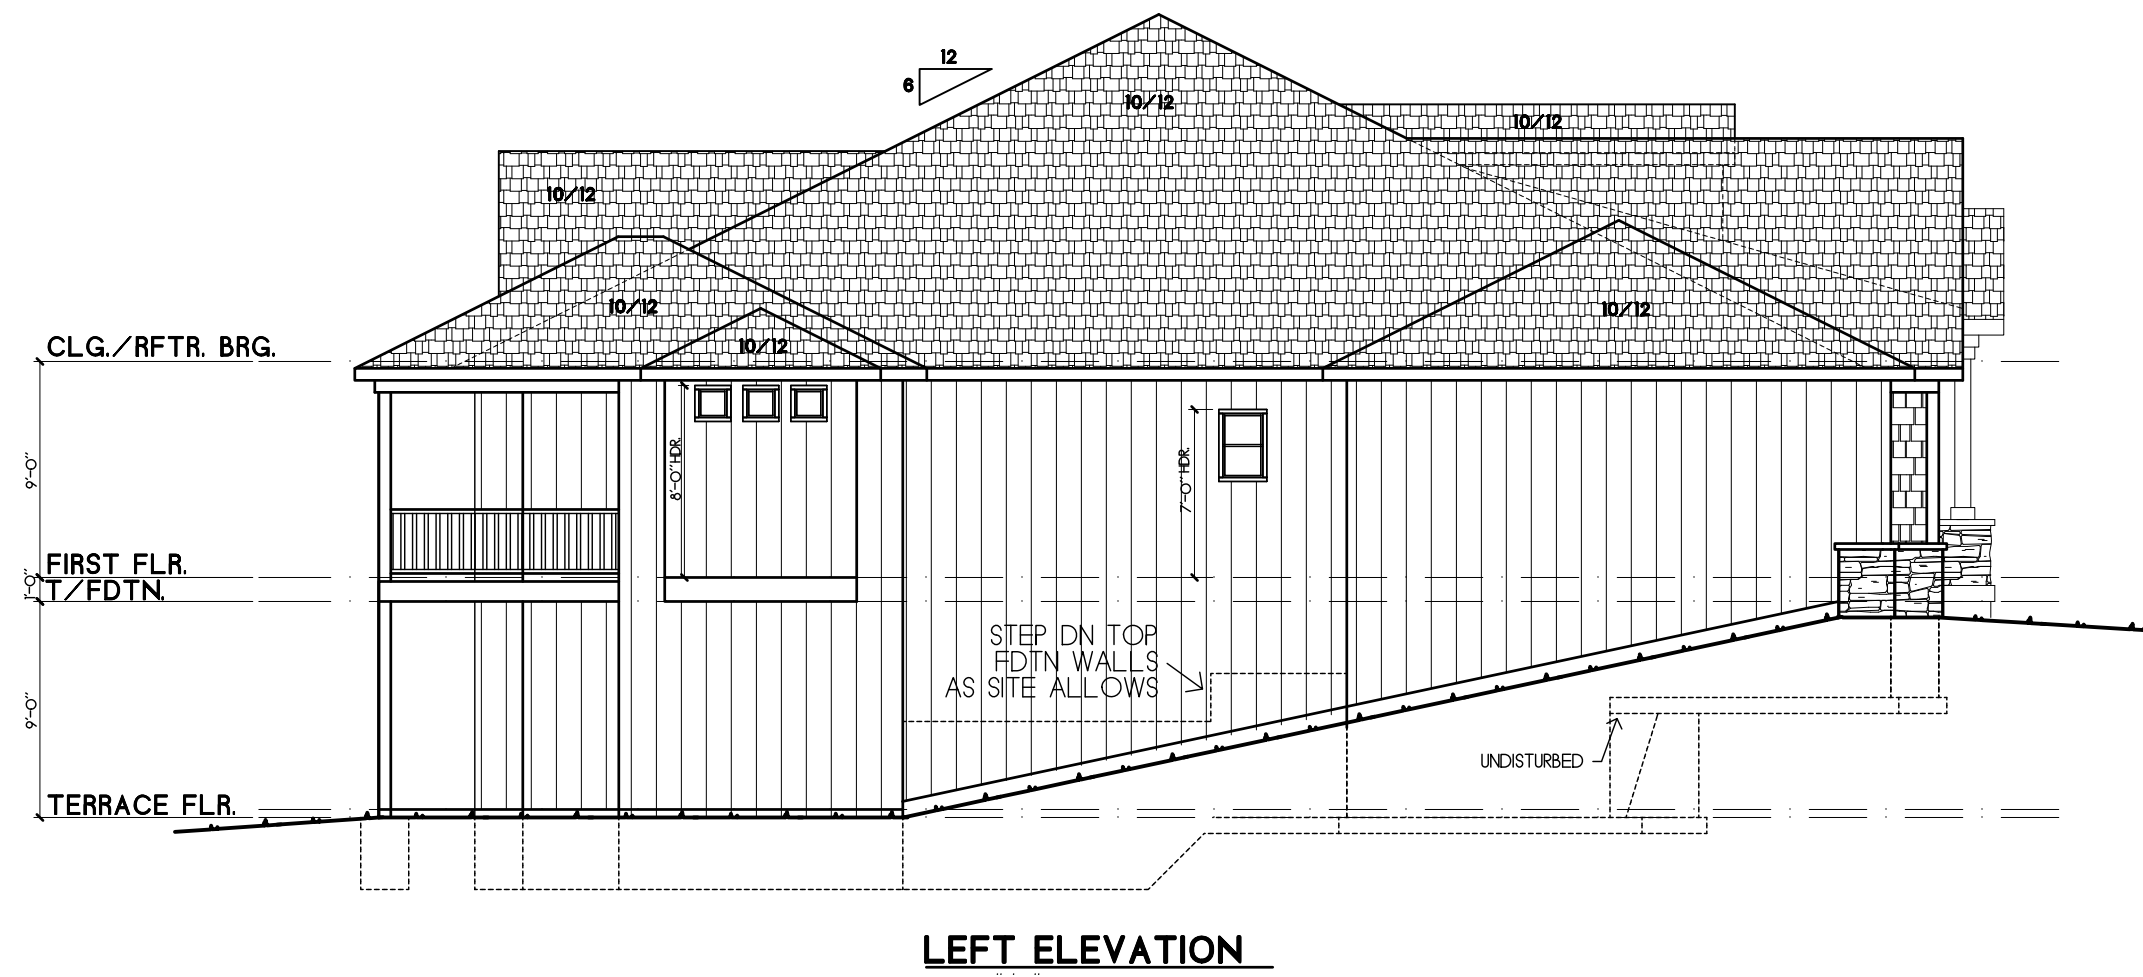 12
6
10/12
10/12
10/12
10/12
10/12
10/12
CLG./RFTR. BRG.
9'-0"
8'-0" HDR.
7'-0" HDR.
FIRST FLR.
1'-0"
T/FDTN.
STEP DN TOP
FDTN WALLS
AS SITE ALLOWS
9'-0"
UNDISTURBED
TERRACE FLR.
LEFT ELEVATION